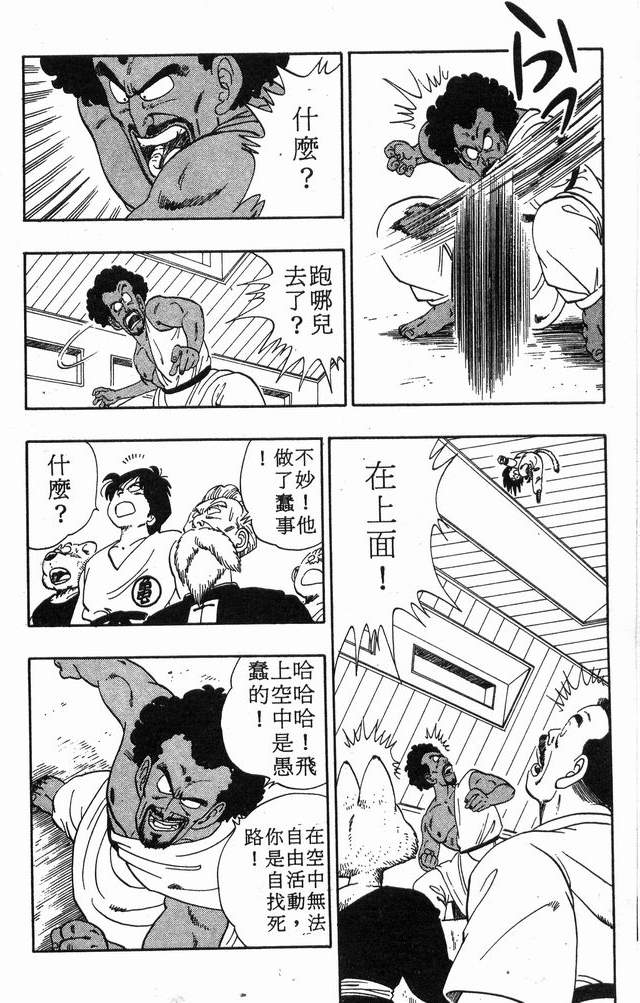 什麼？
跑哪兒
去了？
在上面！
不妙！他
做了蠢事
！
什麼？
哈哈哈！飛
上空中是愚
蠢的！
在空中無法
自由活動，
你是自找死
路！